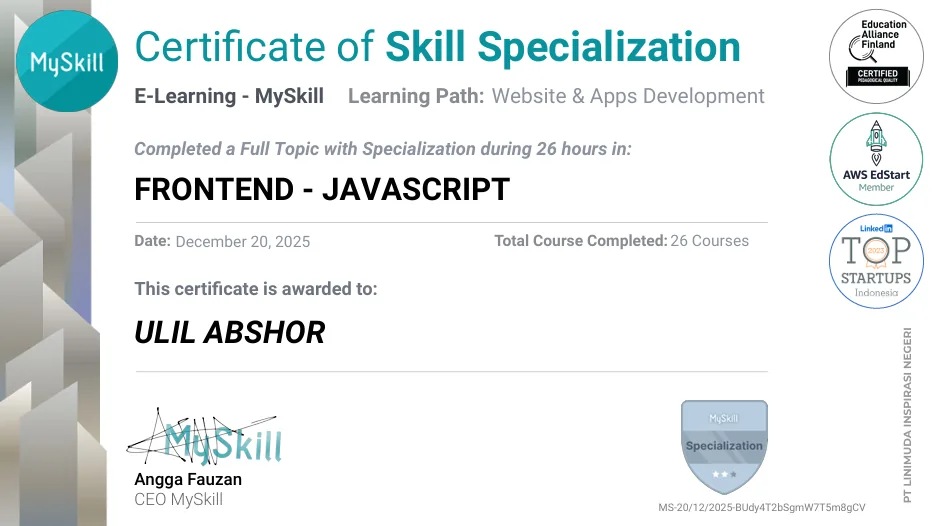 MySkill
Certificate of Skill Specialization
E-Learning - MySkill Learning Path: Website & Apps Development
Completed a Full Topic with Specialization during 26 hours in:
FRONTEND - JAVASCRIPT
Date: December 20, 2025 Total Course Completed: 26 Courses
This certificate is awarded to:
ULIL ABSHOR
MySkill
Angga Fauzan
CEO MySkill
MySkill
Specialization
MS-20/12/2025-BUdy4T2bSgmW7T5m8gCV
Education
Alliance
Finland
CERTIFIED
PEDAGOGICAL QUALITY
AWS EdStart
Member
LinkedIn
TOP
2023
STARTUPS
Indonesia
PT LINIMUDA INSPIRASI NEGERI